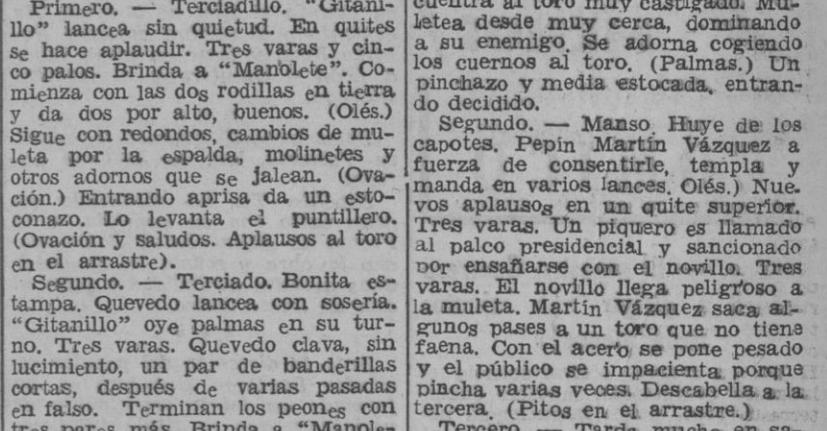 Primero. — Terciadillo. "Gitani-
llo" lancea sin quietud. En quites
se hace aplaudir. Tres varas y cin-
co palos. Brinda a "Manolete". Co-
mienza con las dos rodillas en tierra
y da dos por alto, buenos. (Olés.)
Sigue con redondos, cambios de mu-
leta por la espalda, molinetes y
otros adornos que se jalean. (Ova-
ción.) Entrando aprisa da un esto-
conazo. Lo levanta el puntillero.
(Ovación y saludos. Aplausos al toro
en el arrastre).
Segundo. — Terciado. Bonita es-
tampa. Quevedo lancea con sosería.
"Gitanillo" oye palmas en su tur-
no. Tres varas. Quevedo clava, sin
lucimiento, un par de banderillas
cortas, después de varias pasadas
en falso. Terminan los peones con
tres pares más. Brinda a "Manole-
cuentra al toro muy castigado. Mu-
letea desde muy cerca, dominando
a su enemigo. Se adorna cogiendo
los cuernos al toro. (Palmas.) Un
pinchazo y media estocada, entran-
do decidido.
Segundo. — Manso. Huye de los
capotes. Pepín Martín Vázquez a
fuerza de consentirle, templa y
manda en varios lances. Olés.) Nue-
vos aplausos en un quite superior.
Tres varas. Un piquero es llamado
al palco presidencial y sancionado
por ensañarse con el novillo. Tres
varas. El novillo llega peligroso a
la muleta. Martín Vázquez saca al-
gunos pases a un toro que no tiene
faena. Con el acero se pone pesado
y el público se impacienta porque
pincha varias veces. Descabella a la
tercera. (Pitos en el arrastre.)
Tercero. — Tarda mucho en sa-